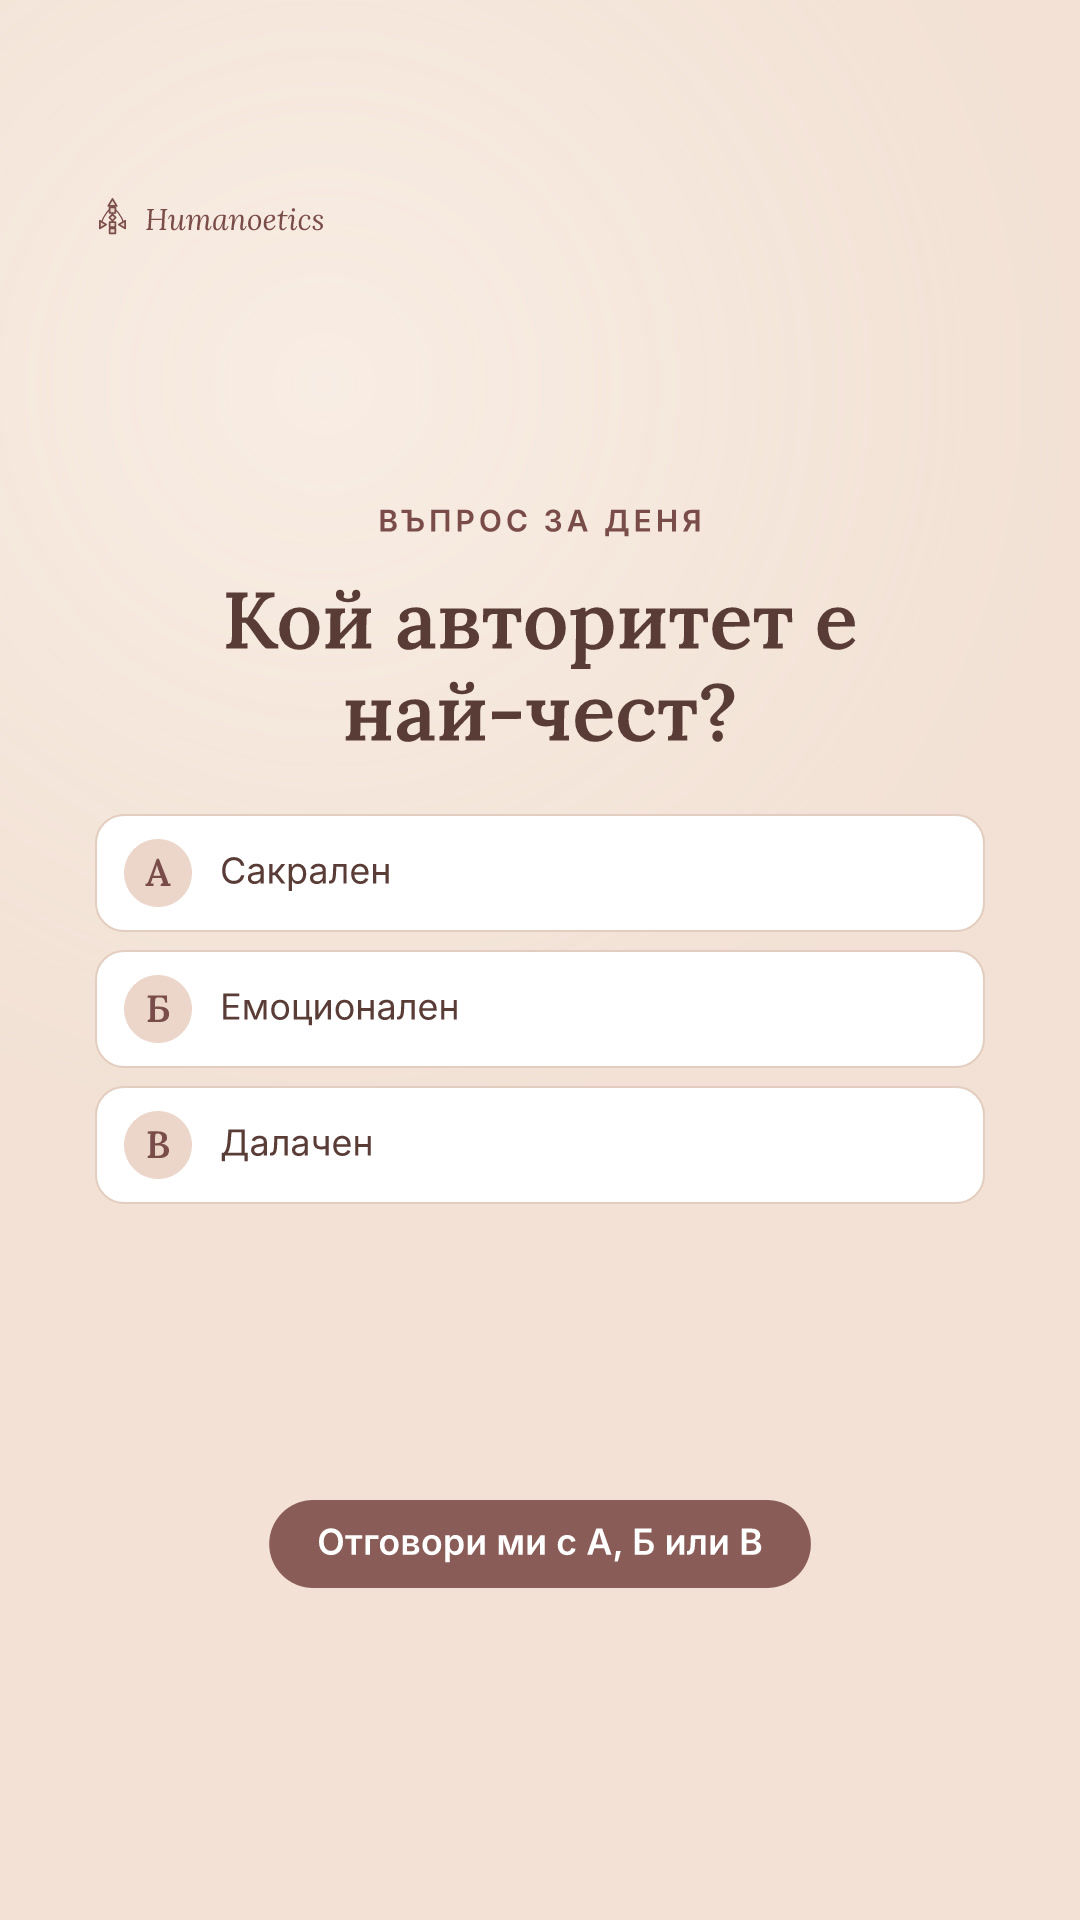 Humanoetics
ВЪПРОС ЗА ДЕНЯ
Кой авторитет е
най-чест?
А Сакрален
Б Емоционален
В Далачен
Отговори ми с А, Б или В